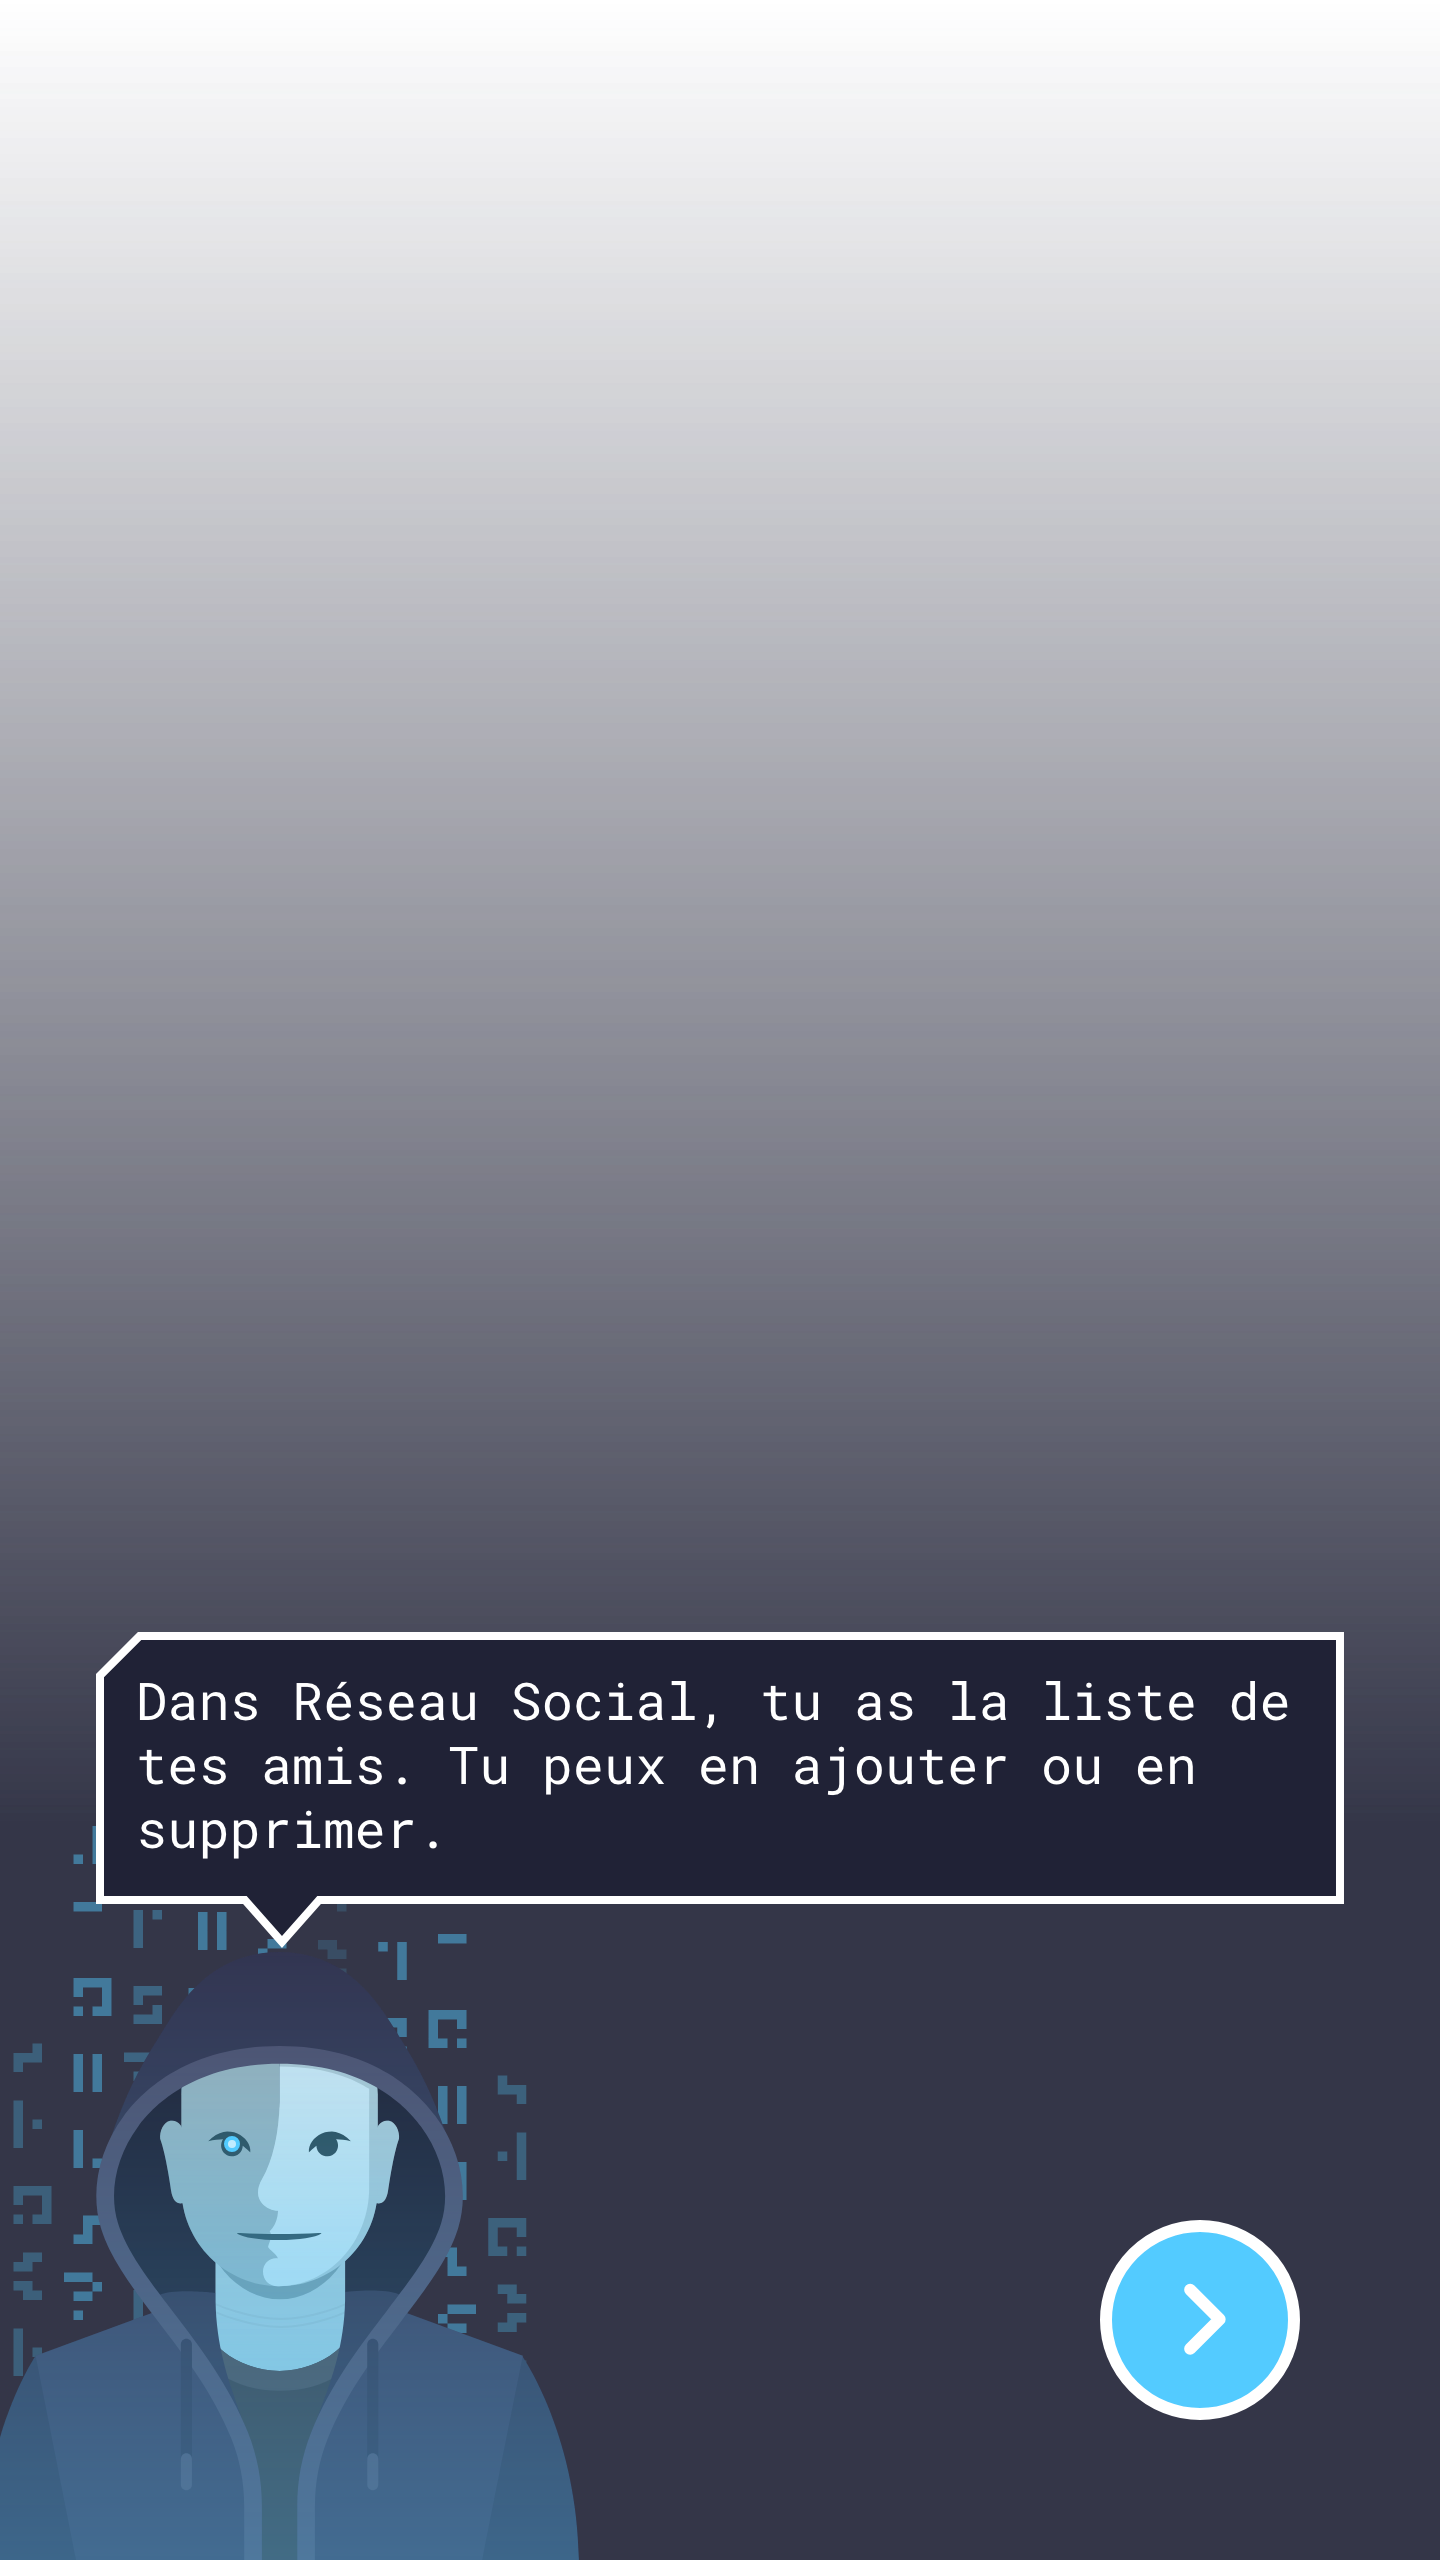 Dans Réseau Social, tu as la liste de
tes amis. Tu peux en ajouter ou en
supprimer.